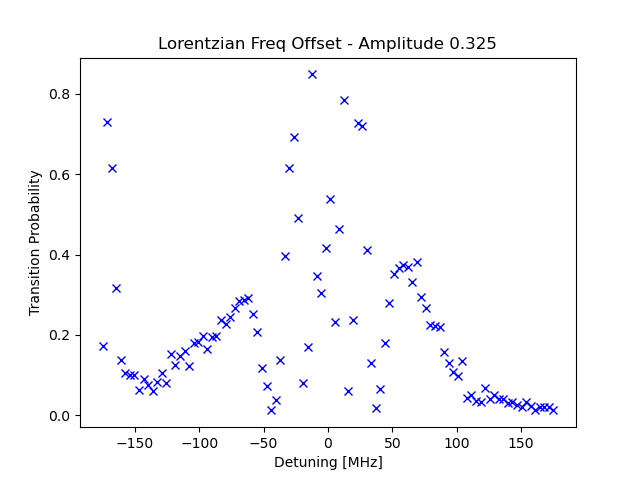 Lorentzian Freq Offset - Amplitude 0.325
Transition Probability
0.8
0.6
0.4
0.2
0.0
−150 −100 −50 0 50 100 150
Detuning [MHz]